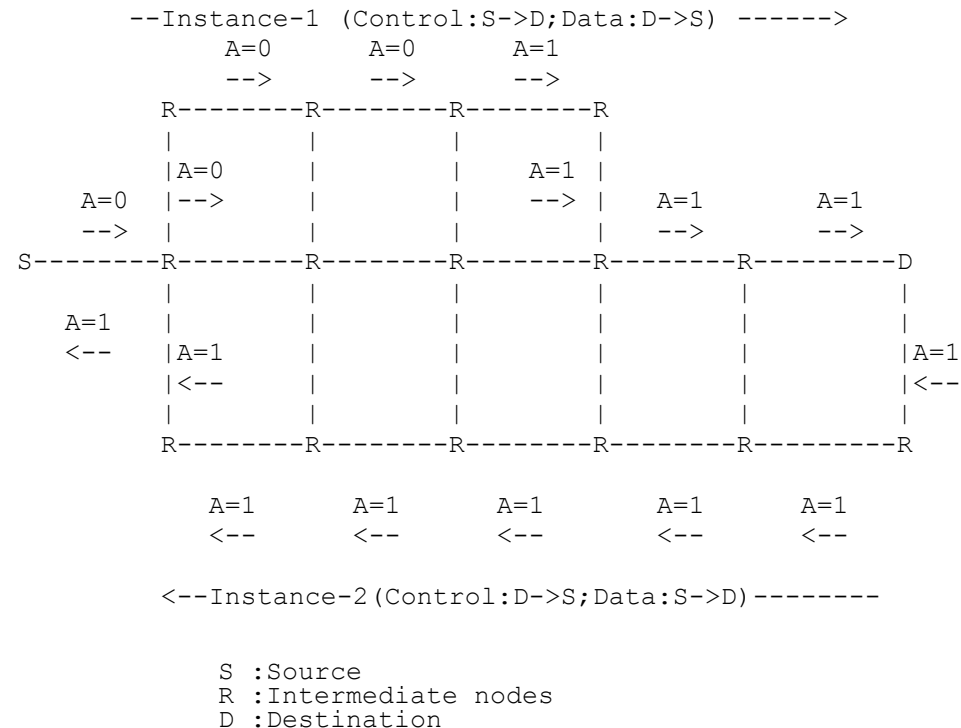 --Instance-1 (Control:S->D;Data:D->S) ------>
A=0 A=0 A=1
--> --> -->
R--------R--------R--------R
| | | |
|A=0 | | A=1 |
A=0 |--> | | --> | A=1 A=1
--> | | | | --> -->
S--------R--------R--------R--------R--------R---------D
| | | | | |
A=1 | | | | | |
<-- |A=1 | | | | |A=1
|<-- | | | | |<--
| | | | | |
R--------R--------R--------R--------R---------R
A=1 A=1 A=1 A=1 A=1
<-- <-- <-- <-- <--
<--Instance-2(Control:D->S;Data:S->D)--------
S :Source
R :Intermediate nodes
D :Destination